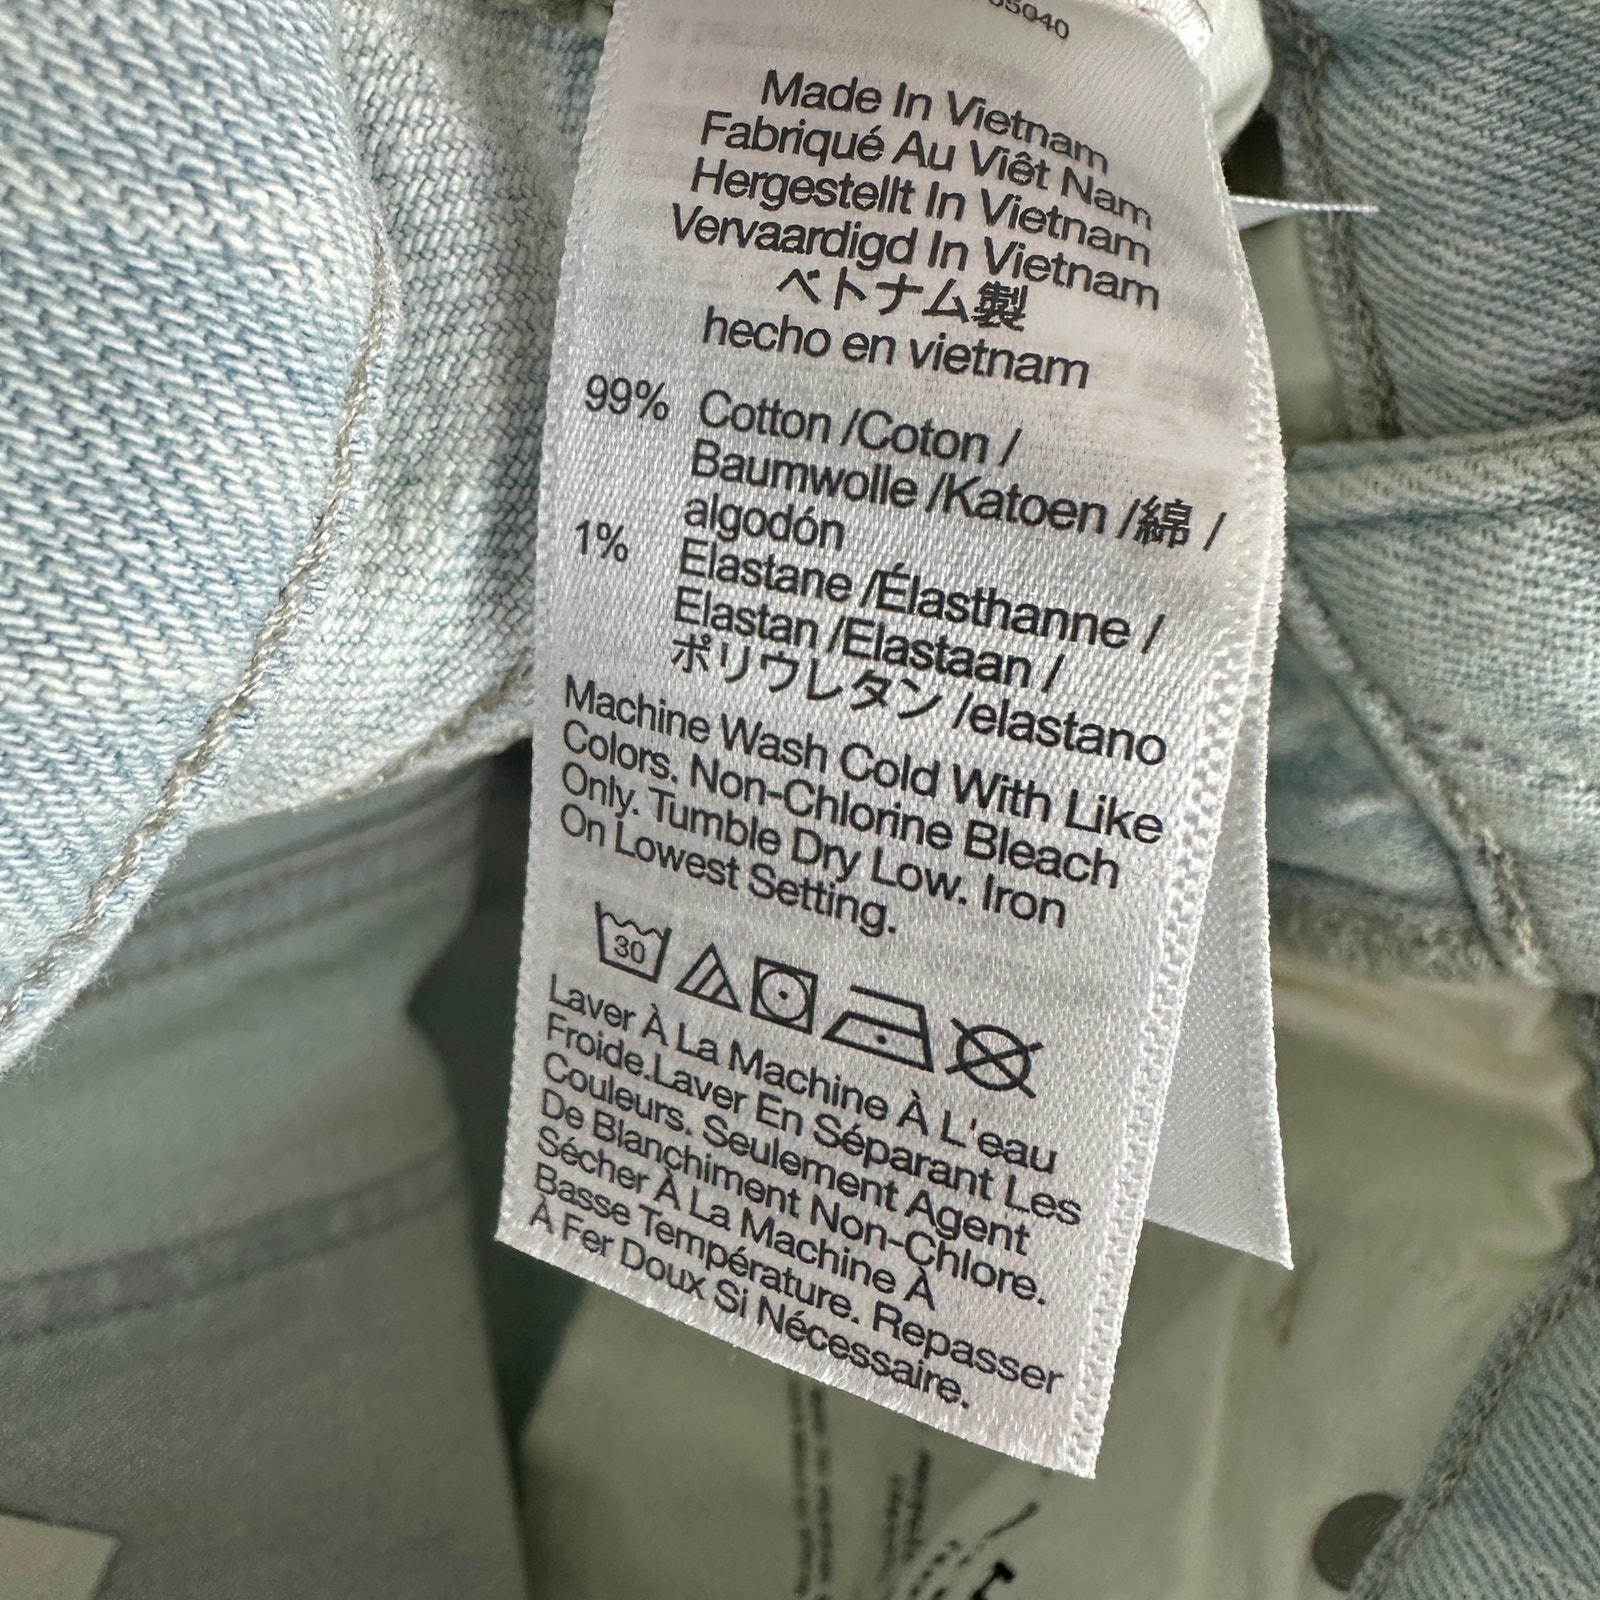 Made In Vietnam
Fabriqué Au Viêt Nam
Hergestellt In Vietnam
Vervaardigd In Vietnam
ベトナム製
hecho en vietnam
99% Cotton /Coton /
Baumwolle /Katoen /綿 /
algodón
1% Elastane /Élasthanne /
Elastan /Elastaan /
ポリウレタン /elastano
Machine Wash Cold With Like
Colors. Non-Chlorine Bleach
Only. Tumble Dry Low. Iron
On Lowest Setting.
30
Laver À La Machine À L'eau
Froide.Laver En Séparant Les
Couleurs. Seulement Agent
De Blanchiment Non-Chlore.
Sécher À La Machine À
Basse Température. Repasser
À Fer Doux Si Nécessaire.